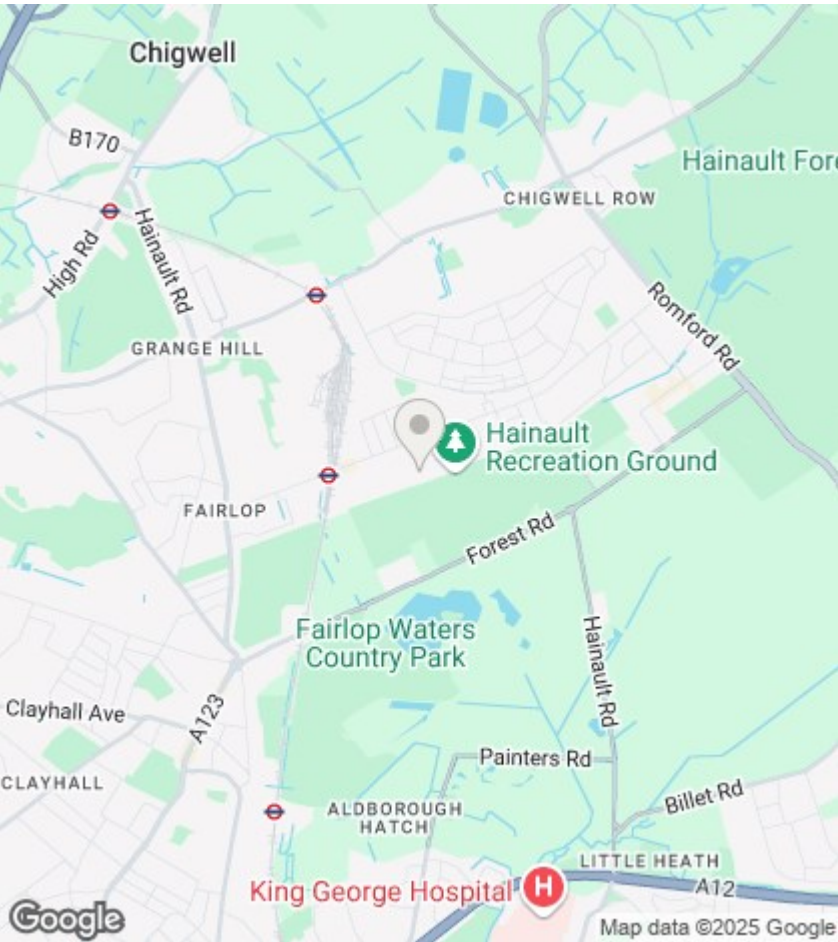 Chigwell
B170
Hainault Fore
CHIGWELL ROW
High Rd
Hainault Rd
Romford Rd
GRANGE HILL
Hainault
Recreation Ground
FAIRLOP
Forest Rd
Fairlop Waters
Country Park
Hainault Rd
Clayhall Ave
A123
Painters Rd
CLAYHALL
Billet Rd
ALDBOROUGH
HATCH
LITTLE HEATH
King George Hospital
H
A12
Google
Map data ©2025 Google